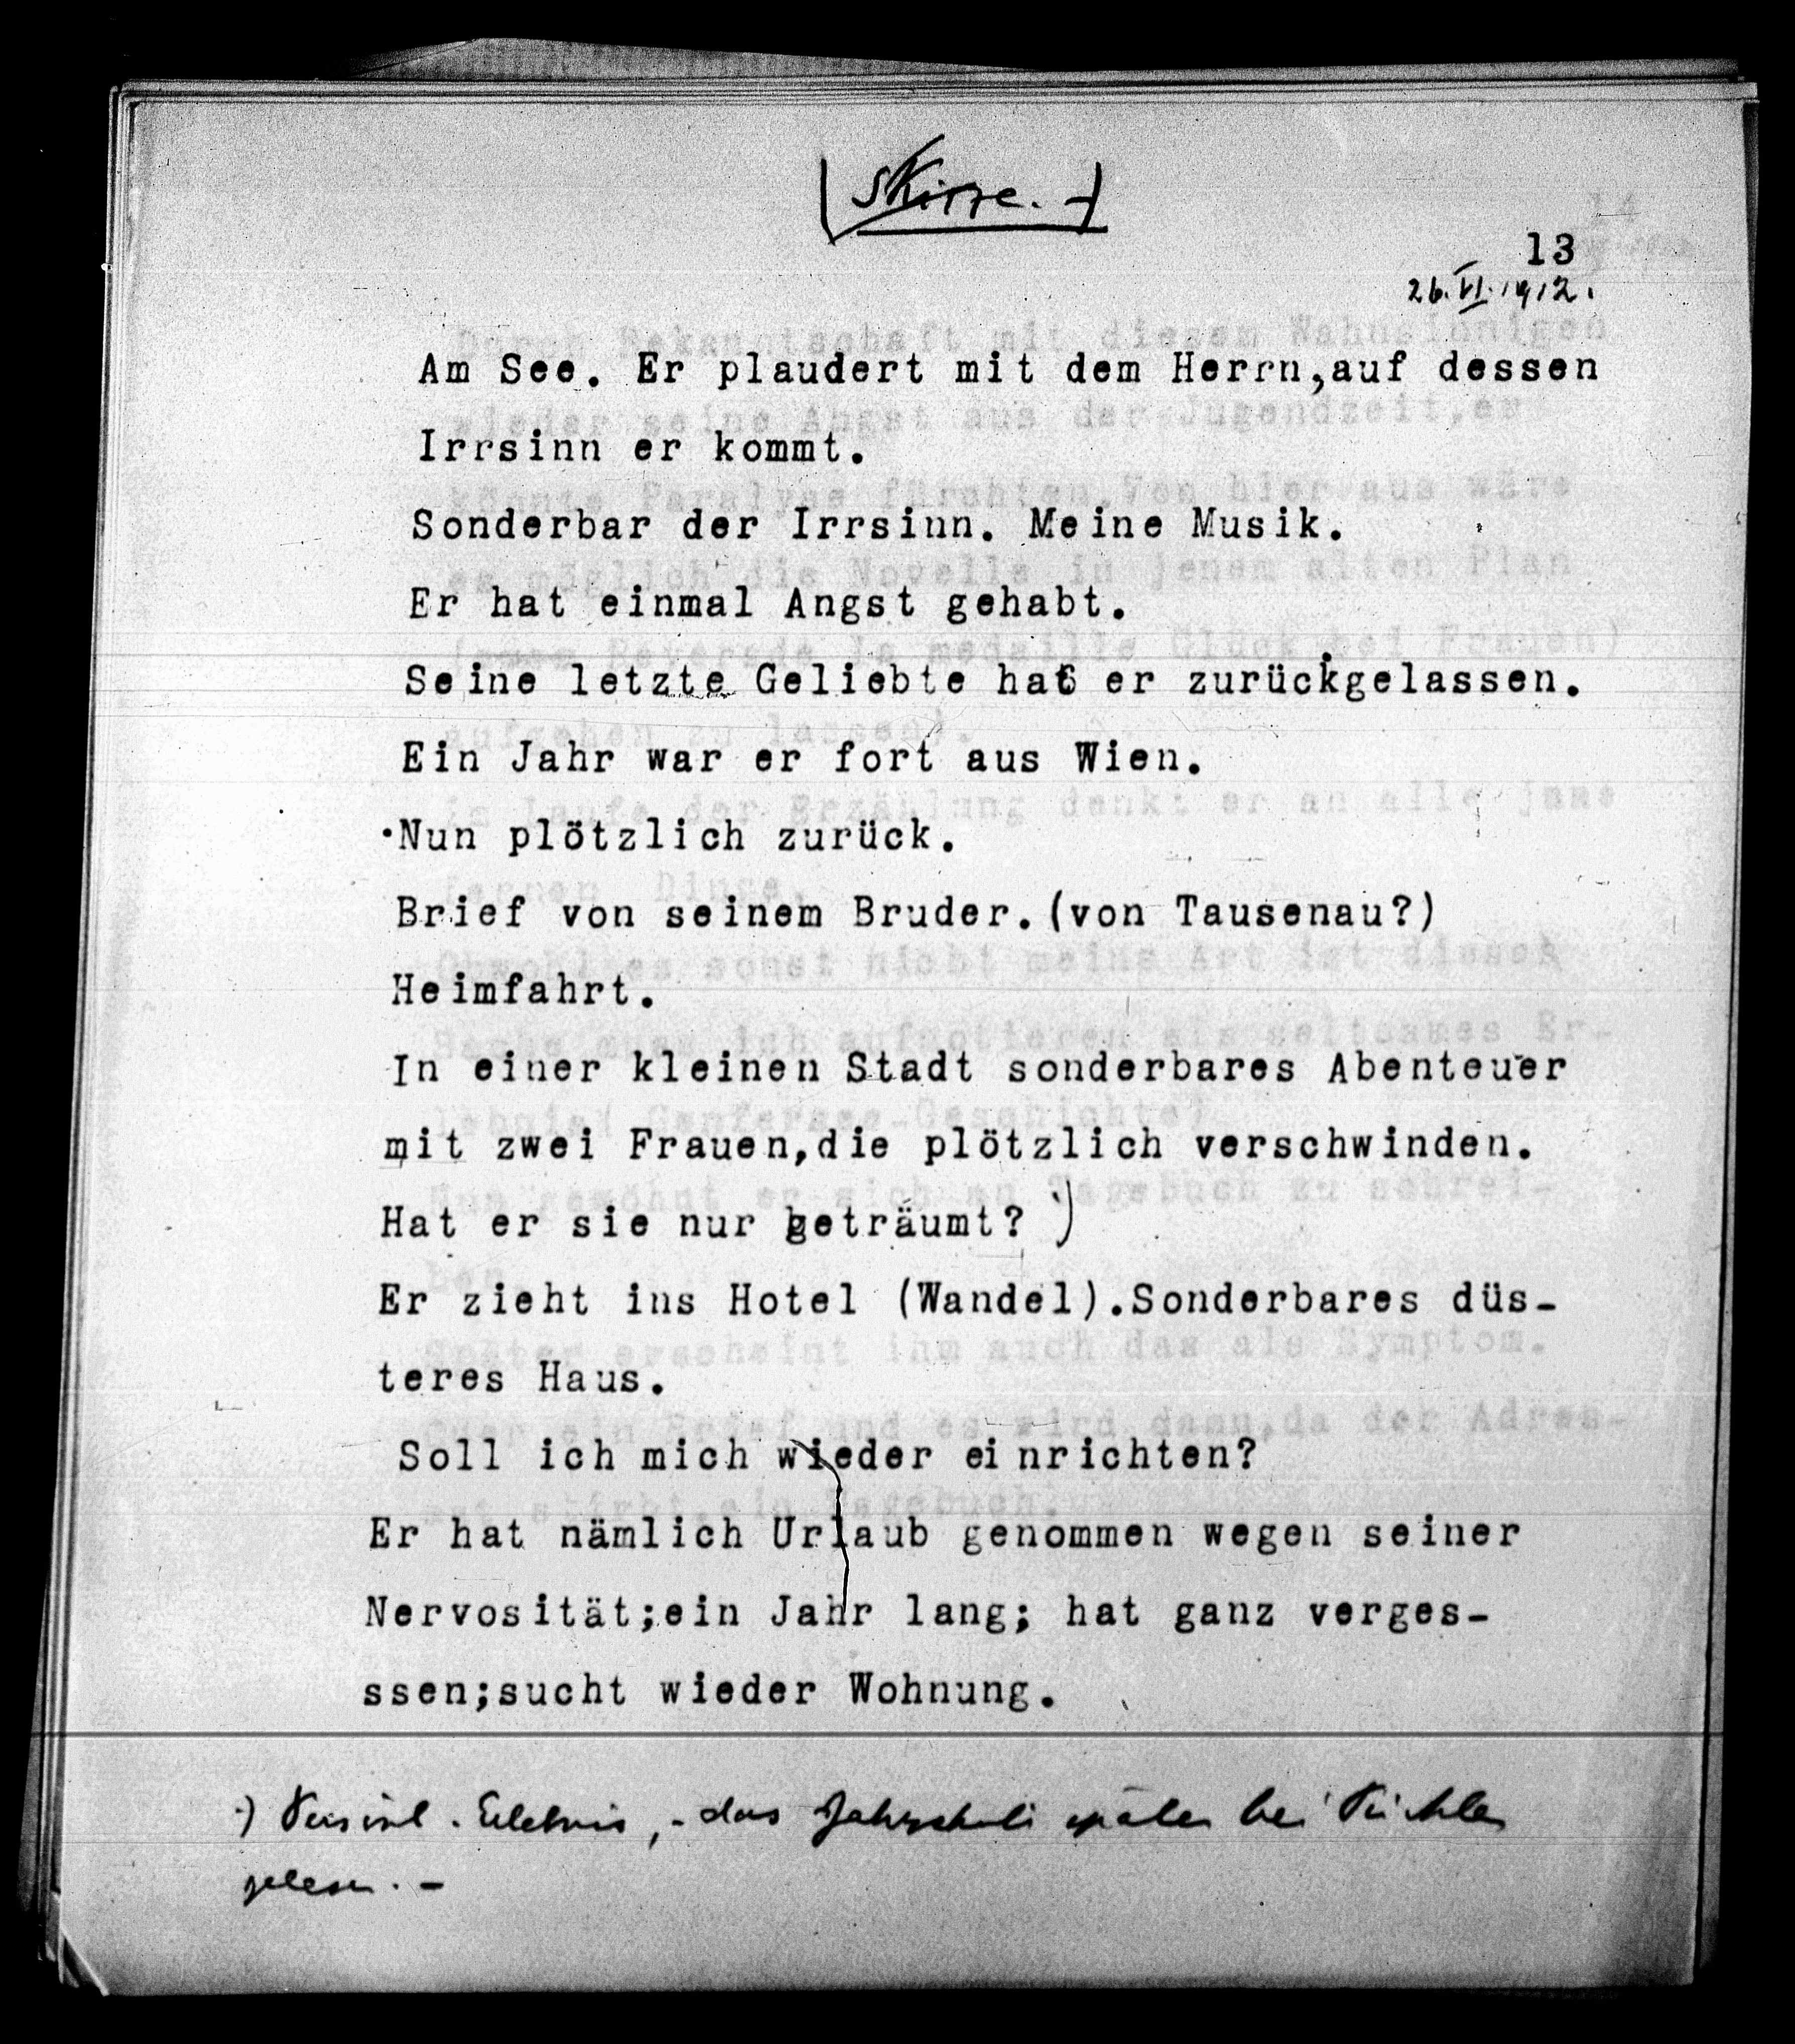 [Skizze.-]
13
26.VI.1912.
Am See. Er plaudert mit dem Herrn,auf dessen
Irrsinn er kommt.
Sonderbar der Irrsinn. Meine Musik.
Er hat einmal Angst gehabt.
Seine letzte Geliebte hat er zurückgelassen.
Ein Jahr war er fort aus Wien.
Nun plötzlich zurück.
Brief von seinem Bruder.(von Tausenau?)
Heimfahrt.
In einer kleinen Stadt sonderbares Abenteuer
mit zwei Frauen,die plötzlich verschwinden.
Hat er sie nur geträumt? ·)
Er zieht ins Hotel (Wandel).Sonderbares düs-
teres Haus.
Soll ich mich wieder einrichten?
Er hat nämlich Urlaub genommen wegen seiner
Nervosität;ein Jahr lang; hat ganz verges-
ssen;sucht wieder Wohnung.
·) Persönl. Erlebnis,- das Jahrzehnte später bei
gelesen.-